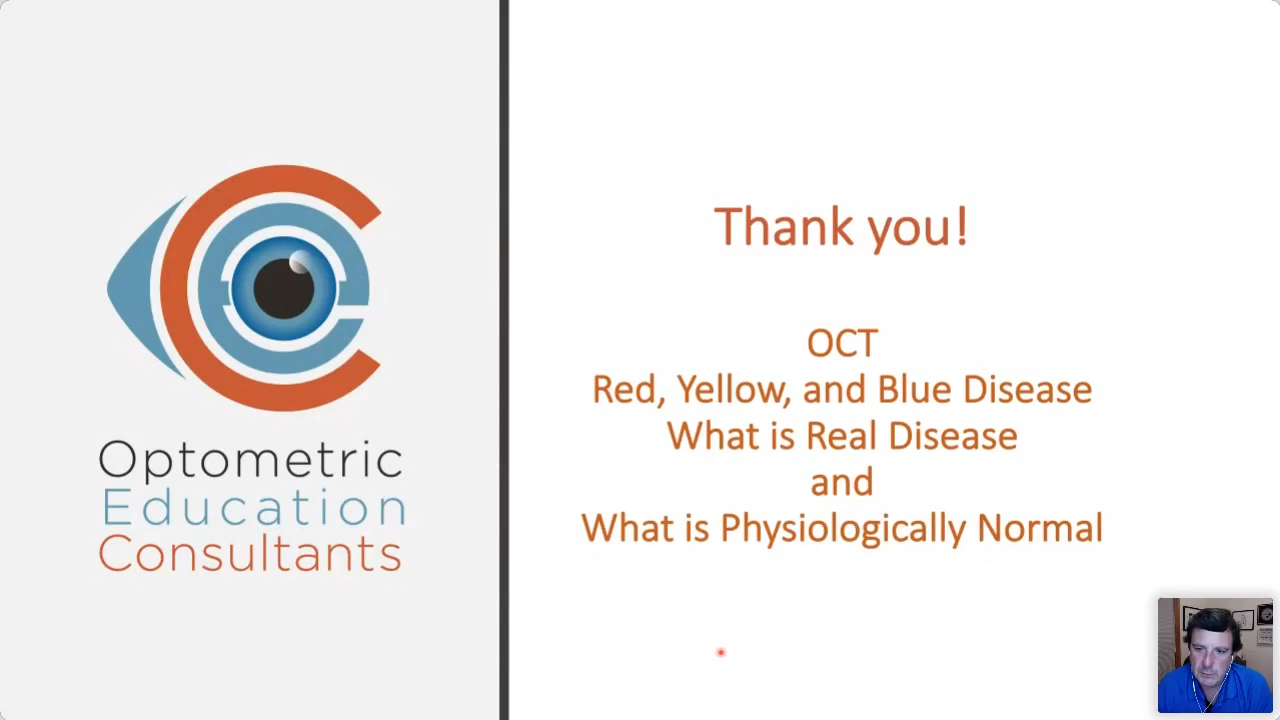 Optometric
Education
Consultants
Thank you!
OCT
Red, Yellow, and Blue Disease
What is Real Disease
and
What is Physiologically Normal